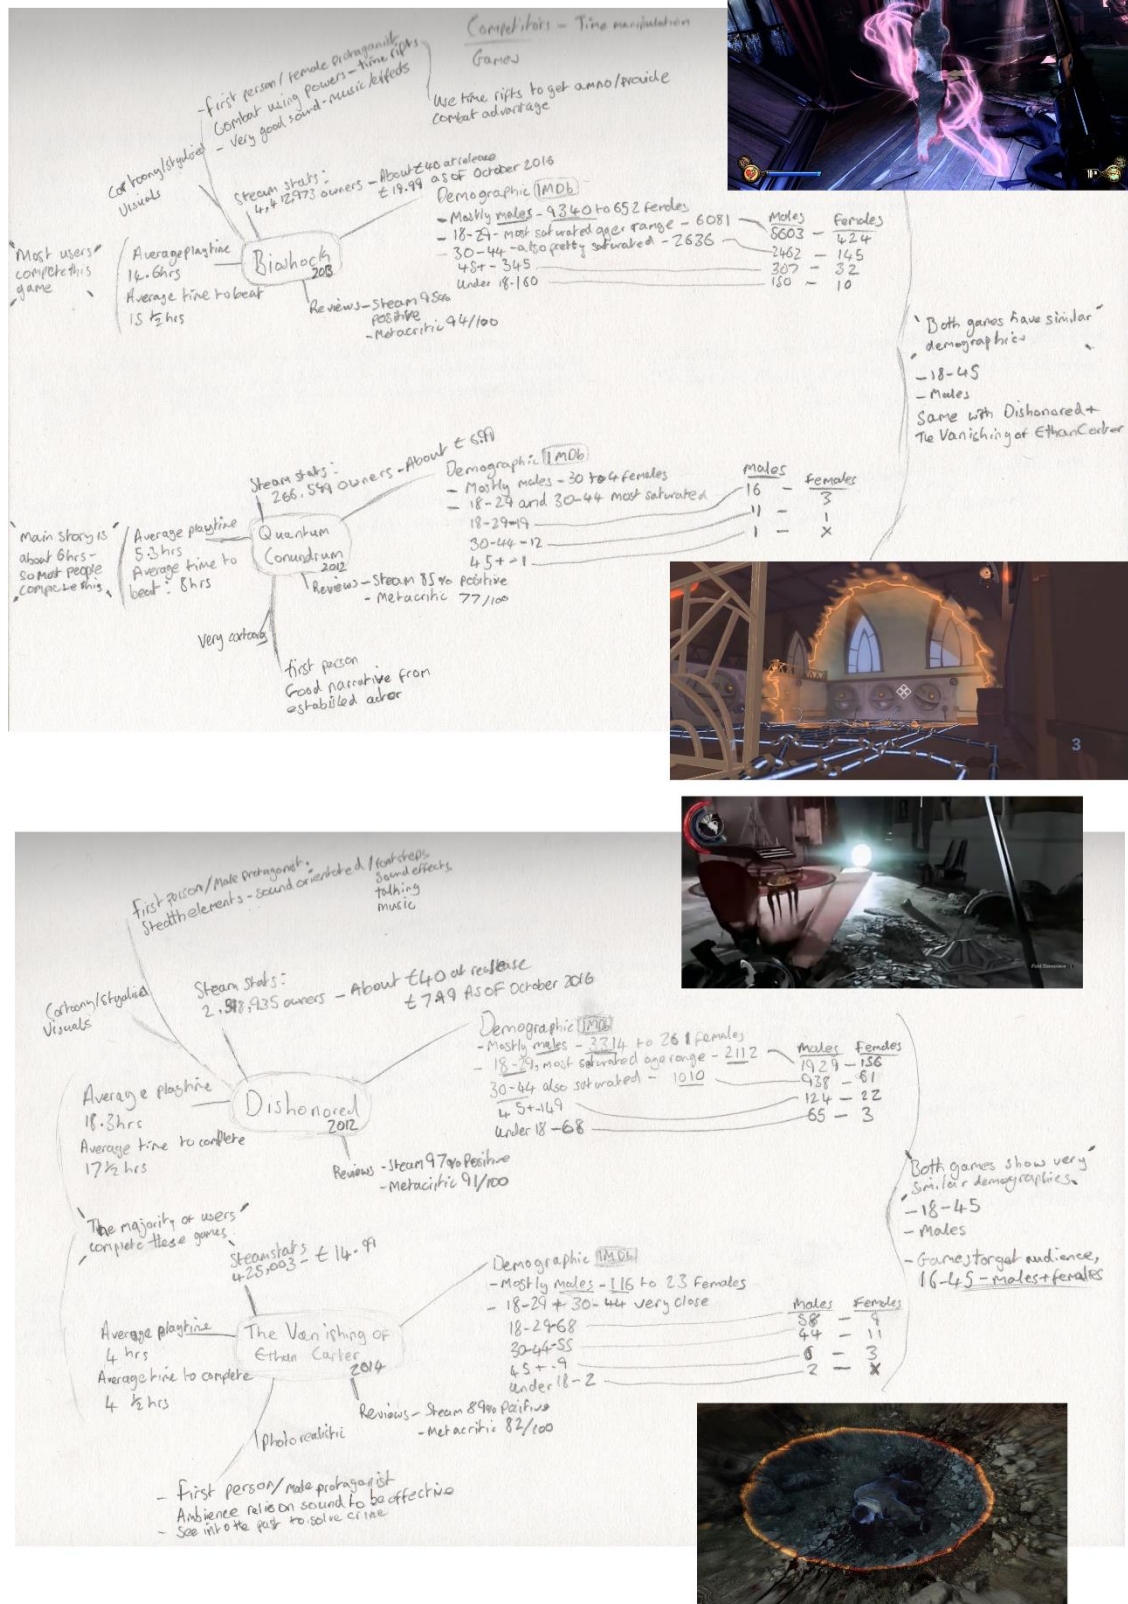 Competitors - Time manipulation
Games
- First person / female protaganist
Combat using powers - time rifts
- Very good sound - music/effects
Use time rifts to get ammo/provide
combat advantage
Cartoony/stylised
Visuals
Steam stats:
4,412,973 owners - About £40 at release
£19.99 as of October 2016
Bioshock
2013
"Most users"
complete this
game
Average playtime
14.6hrs
Average time to beat
15 ½ hrs
Reviews - Steam 95%
positive
- Metacritic 94/100
Demographic IMDb
- Mostly males - 9340 to 652 females
- 18-29 - most saturated age range - 6081
- 30-44 - also pretty saturated - 2636
45+ - 345
Under 18 - 160
Males Females
5603 - 424
2462 - 145
307 - 32
150 - 10
"Both games have similar"
demographics
- 18-45
- Males
Same with Dishonored +
The Vanishing of Ethan Carter
Steam stats:
266,549 owners - About £6.99
Quantum
Conundrum
2012
"Main story is
about 6hrs -
so most people
complete this"
Average playtime
5.3hrs
Average time to
beat: 8hrs
Reviews - Steam 85% positive
- Metacritic 77/100
Very cartoony
first person
Good narrative from
established actor
Demographic IMDb
- Mostly males - 30 to 4 females
- 18-29 and 30-44 most saturated
18-29-19
30-44-12
45+ - 1
Males Females
16 - 3
11 - 1
1 - X
3
First person/male protagonist.
Stealth elements - sound orientated / footsteps
sound effects
talking
music
Cartoony/stylised
Visuals
Steam stats:
owners - About £40 at realease
£7.49 As of October 2016
Dishonored
2012
Average playtime
18.3hrs
Average time to complete
17 ½ hrs
Reviews - Steam 97% Positive
- Metacritic 91/100
Demographic IMDb
- Mostly males - 3314 to 261 females
- 18-29, most saturated age range - 2112
30-44 also saturated - 1010
45+-149
Under 18 - 68
Males Females
1929 - 156
938 - 61
124 - 22
65 - 3
"The majority of users"
complete these games
Both games show very
similar demographics
- 18-45
- Males
- Games target audience,
16-45 - males+females
Steam stats
425,003 - £14.99
The Vanishing of
Ethan Carter
2014
Average playtime
4 hrs
Average time to complete
4 ½ hrs
Reviews - Steam 89% Positive
- Metacritic 82/100
Photorealistic
- First person/male protagonist
Ambience relies on sound to be effective
- See into the past to solve crime
Demographic IMDb
- Mostly males - 116 to 23 Females
- 18-29 + 30-44 very close
18-29-68
30-44-55
45+-9
Under 18-2
Males Females
58 - 9
44 - 11
6 - 3
2 - X